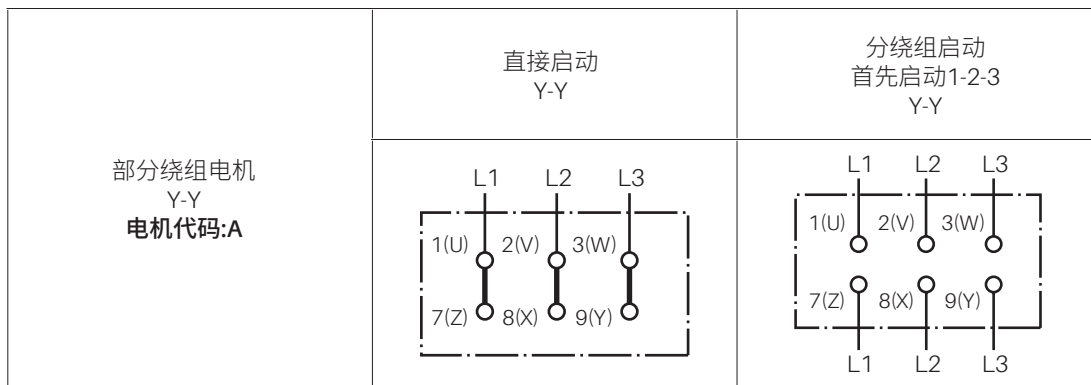 直接启动
Y-Y
分绕组启动
首先启动1-2-3
Y-Y
部分绕组电机
Y-Y
电机代码:A
L1 L2 L3
1(U) 2(V) 3(W)
7(Z) 8(X) 9(Y)
L1 L2 L3
1(U) 2(V) 3(W)
7(Z) 8(X) 9(Y)
L1 L2 L3